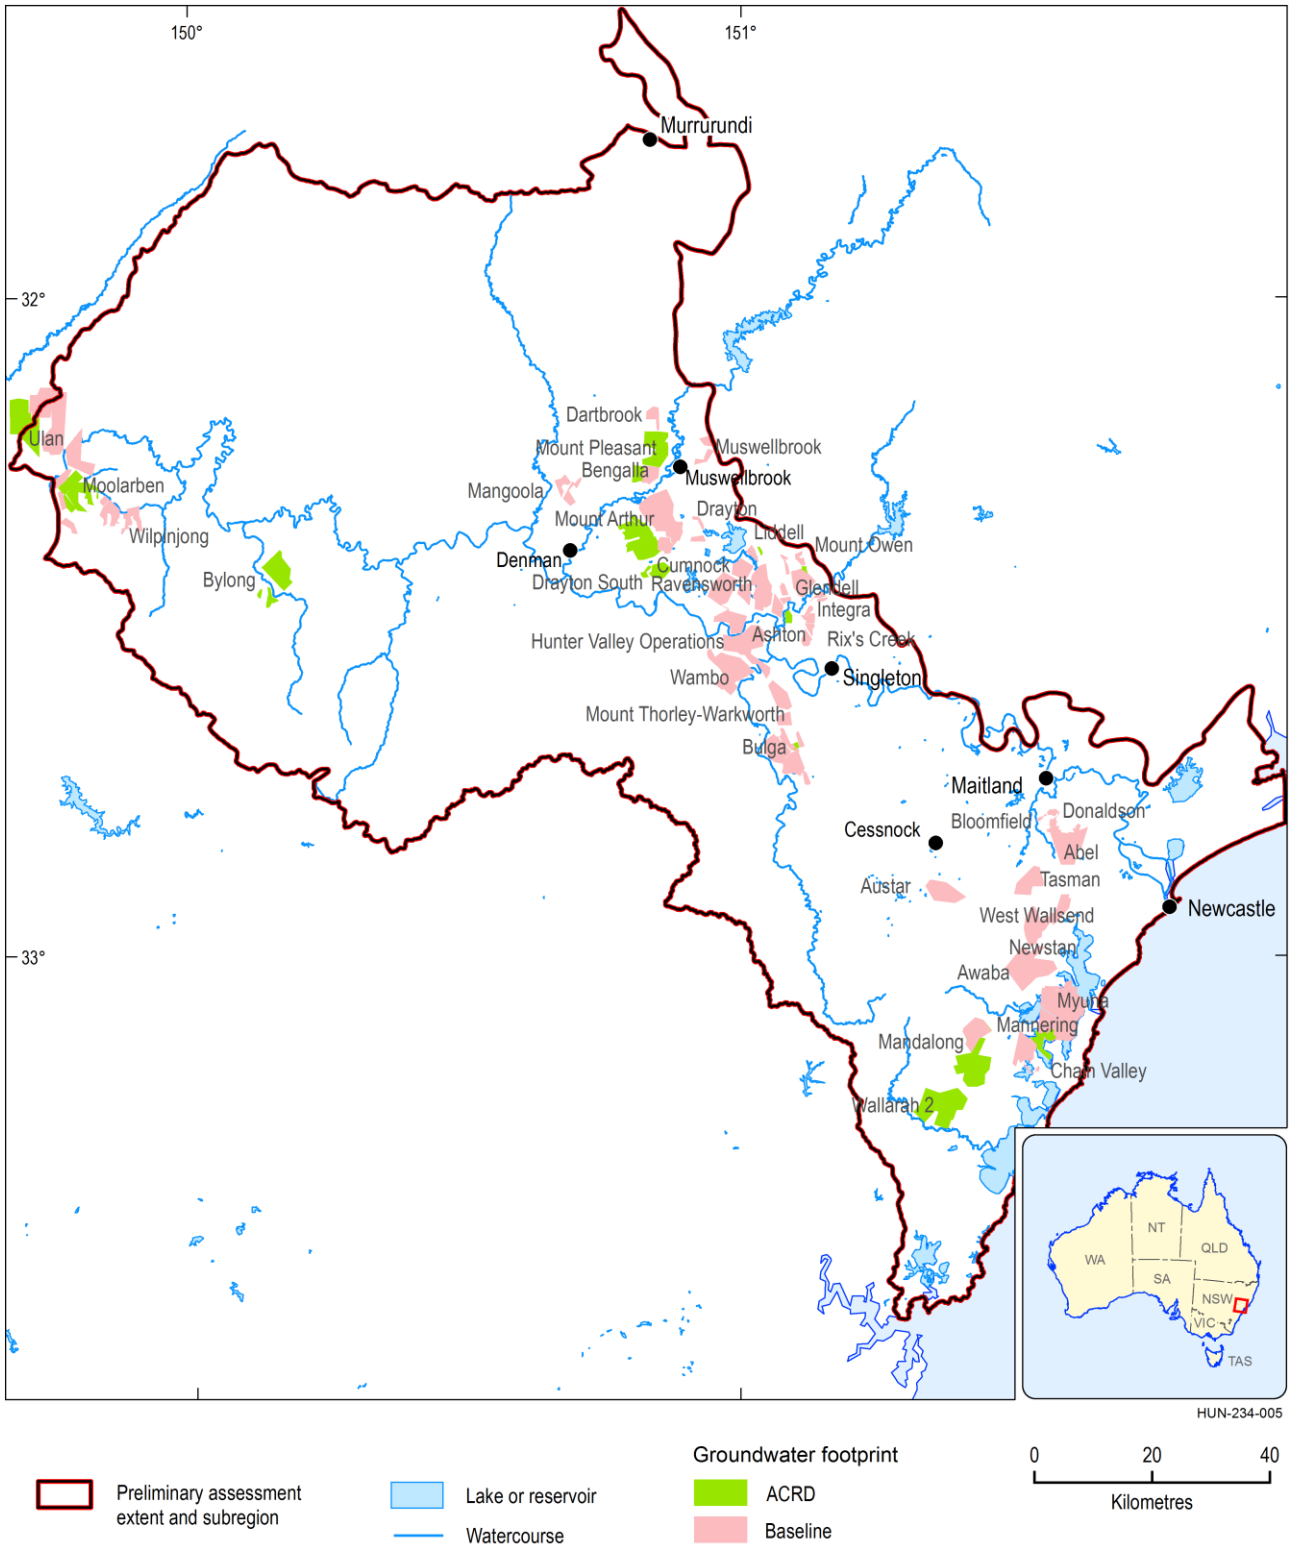 150°
151°
Murrurundi
32°
Dartbrook
Mount Pleasant
Muswellbrook
Ulan
Bengalla
Muswellbrook
Moolarben
Mangoola
Drayton
Mount Arthur
Liddell
Wilpinjong
Mount Owen
Denman
Cumnock
Bylong
Drayton South
Ravensworth
Glendell
Integra
Hunter Valley Operations
Ashton
Rix's Creek
Wambo
Singleton
Mount Thorley-Warkworth
Bulga
Maitland
Donaldson
Bloomfield
Cessnock
Abel
Austar
Tasman
West Wallsend
Newcastle
Newstan
33°
Awaba
Myuna
Mannering
Mandalong
Chain Valley
Wallarah 2
NT
QLD
WA
SA
NSW
VIC
TAS
HUN-234-005
Preliminary assessment
extent and subregion
Lake or reservoir
Watercourse
Groundwater footprint
ACRD
Baseline
0 20 40
Kilometres